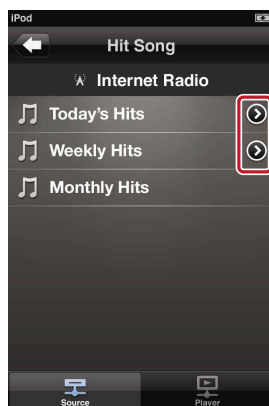 iPod
Hit Song
Internet Radio
Today's Hits
Weekly Hits
Monthly Hits
Source
Player